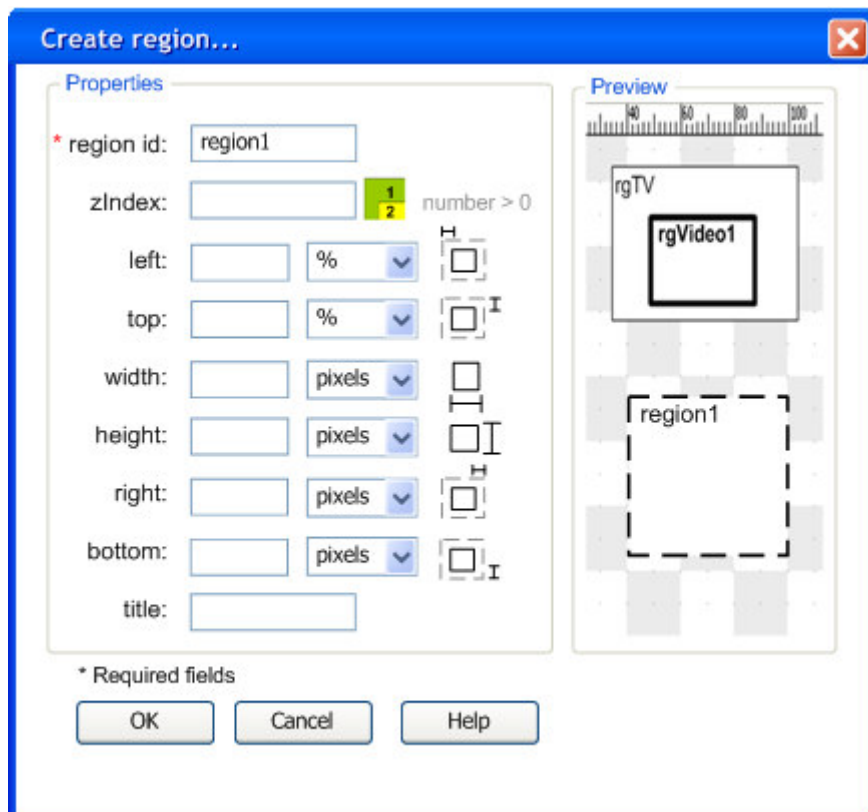 Create region...
Properties
* region id: region1
zIndex: 1 2 number > 0
left: %
top: %
width: pixels
height: pixels
right: pixels
bottom: pixels
title:
Preview
40 60 80 100
rgTV
rgVideo1
region1
* Required fields
OK Cancel Help